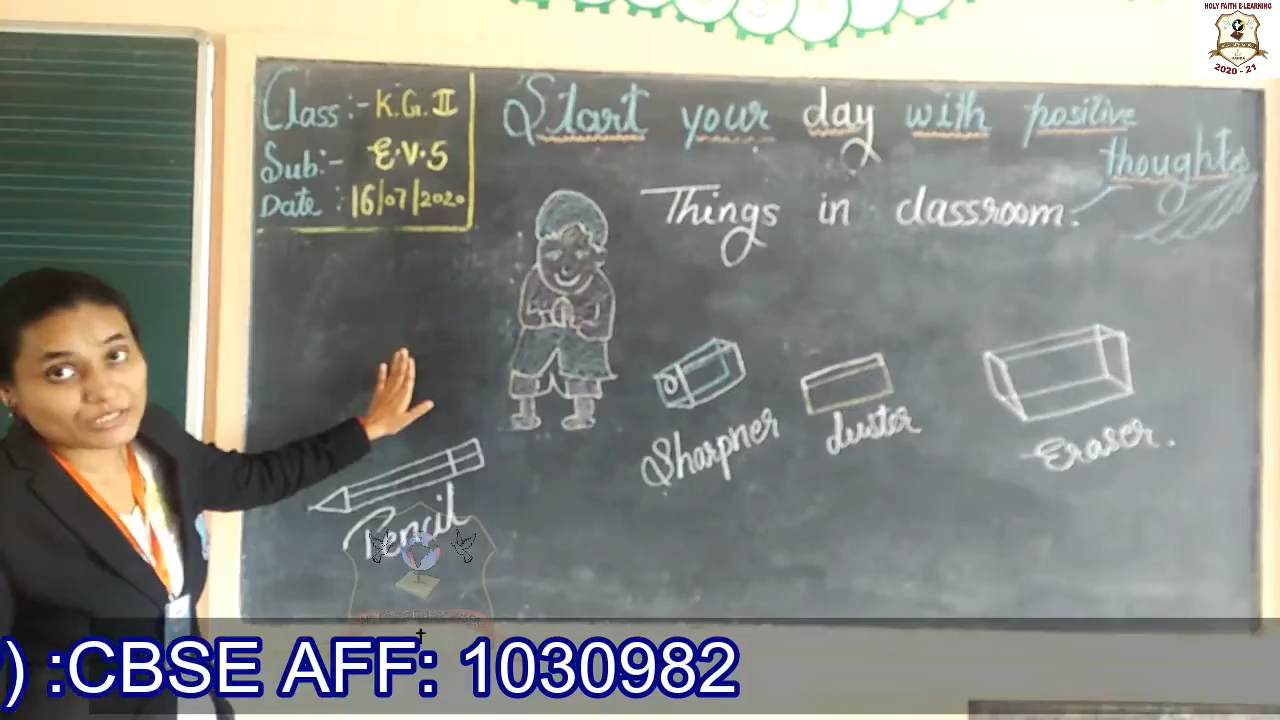 HOLY FAITH E-LEARNING
2020 - 21
Class:- K.G. II
Sub:- E.V.S
Date : 16/07/2020
Start your day with positive
thoughts
Things in classroom.
Sharpner
duster
Eraser.
Pencil
) :CBSE AFF: 1030982